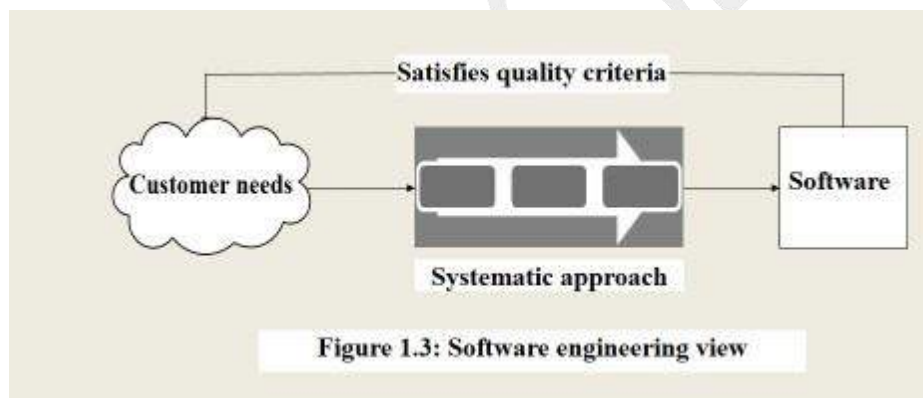 Satisfies quality criteria
Customer needs
Software
Systematic approach
Figure 1.3: Software engineering view